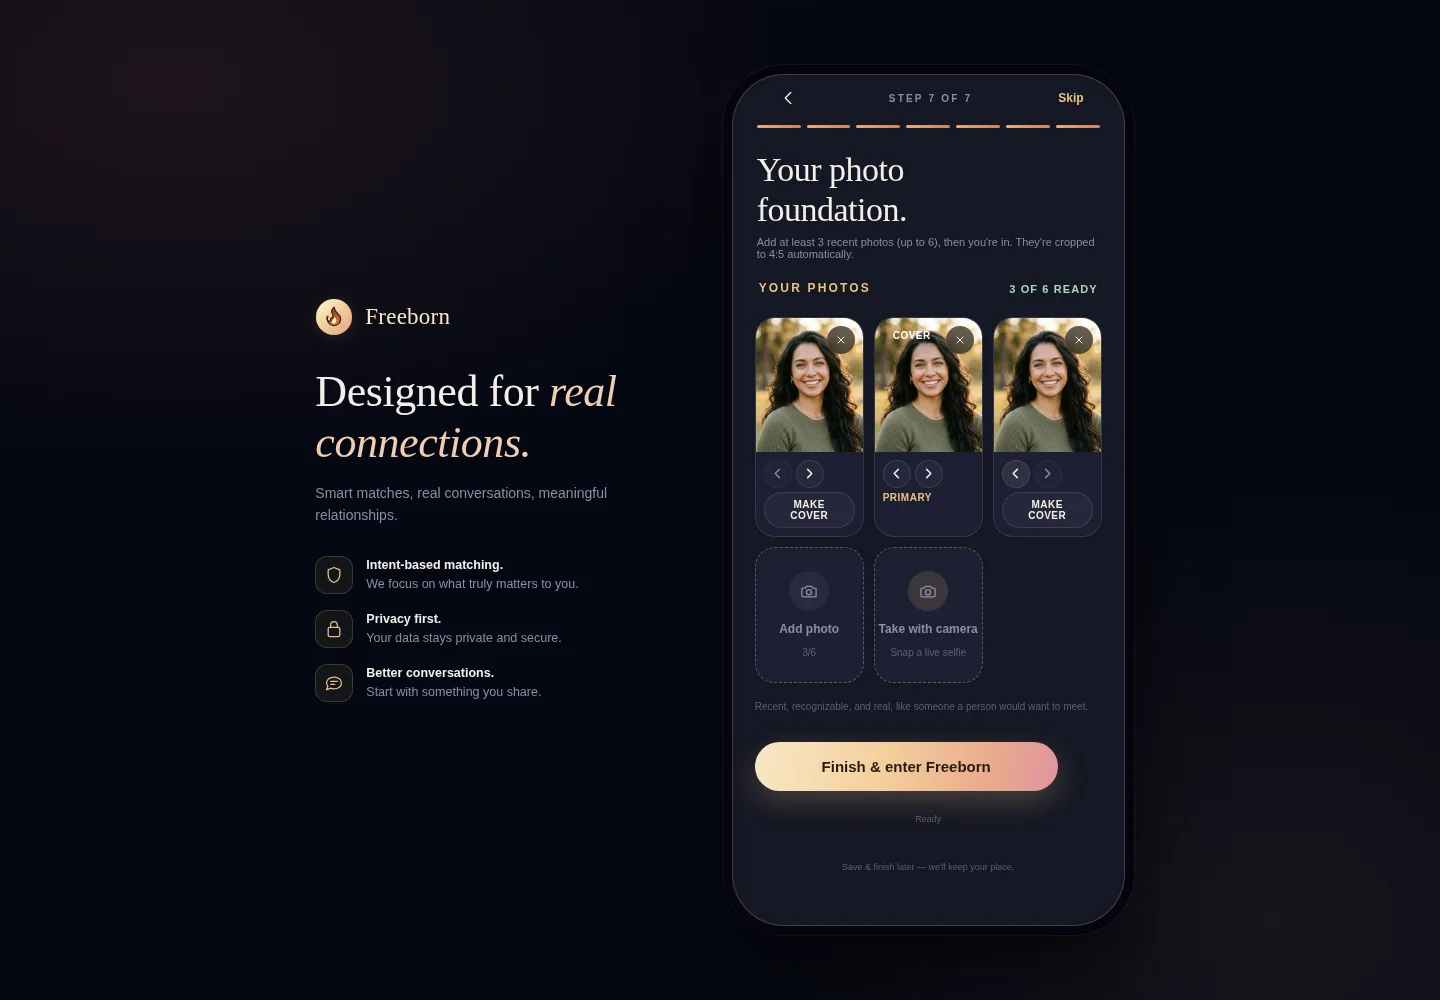 Freeborn
Designed for real
connections.
Smart matches, real conversations, meaningful
relationships.
Intent-based matching.
We focus on what truly matters to you.
Privacy first.
Your data stays private and secure.
Better conversations.
Start with something you share.
STEP 7 OF 7
Skip
Your photo
foundation.
Add at least 3 recent photos (up to 6), then you're in. They're cropped
to 4:5 automatically.
YOUR PHOTOS
3 OF 6 READY
COVER
MAKE
COVER
PRIMARY
MAKE
COVER
Add photo
3/6
Take with camera
Snap a live selfie
Recent, recognizable, and real, like someone a person would want to meet.
Finish & enter Freeborn
Ready
Save & finish later — we'll keep your place.